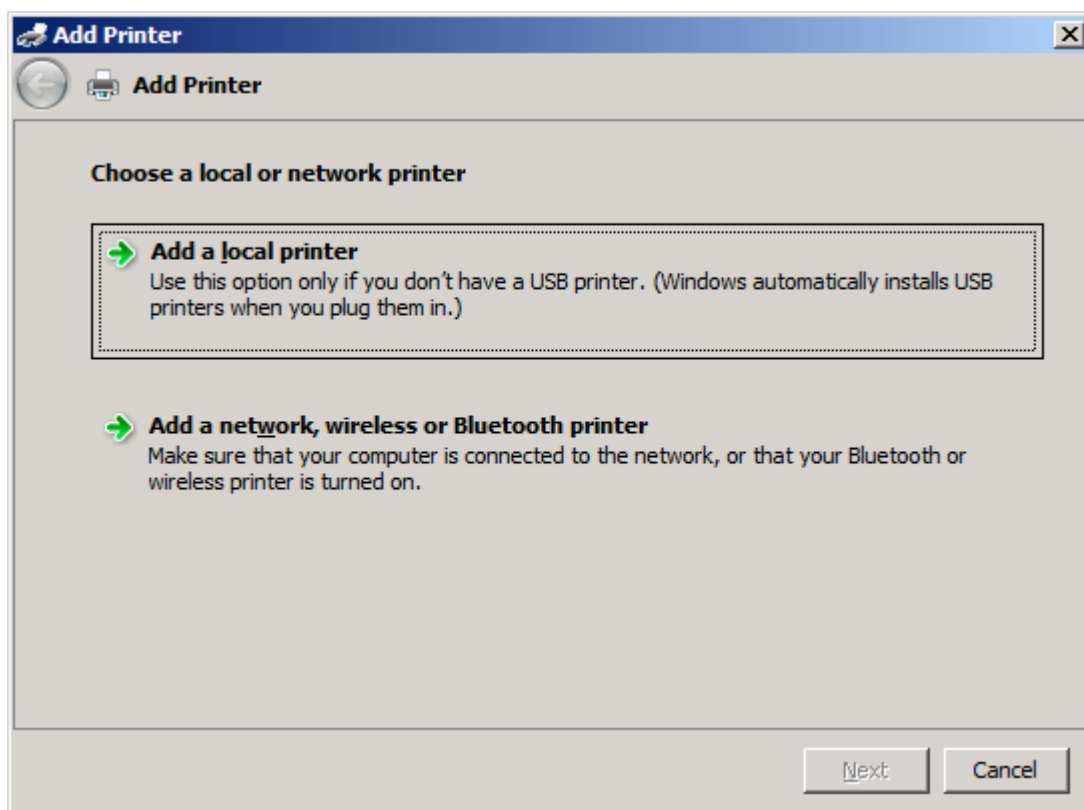 Add Printer
Add Printer
Choose a local or network printer
Add a local printer
Use this option only if you don't have a USB printer. (Windows automatically installs USB
printers when you plug them in.)
Add a network, wireless or Bluetooth printer
Make sure that your computer is connected to the network, or that your Bluetooth or
wireless printer is turned on.
Next
Cancel